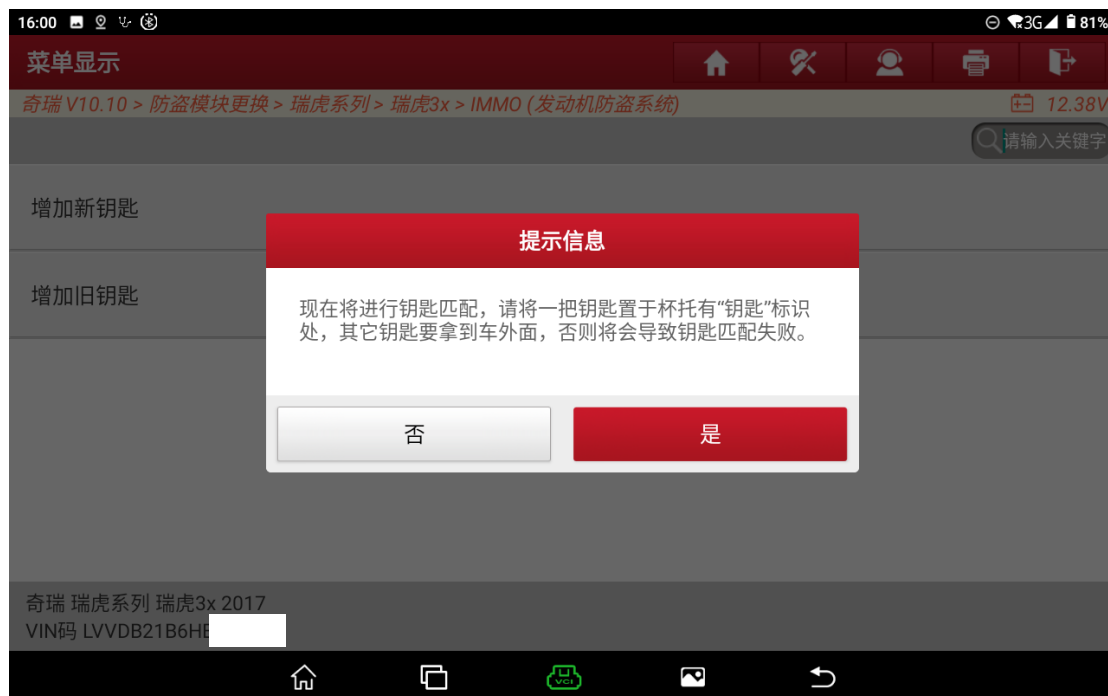 16:00
3G 81%
菜单显示
奇瑞 V10.10 > 防盗模块更换 > 瑞虎系列 > 瑞虎3x > IMMO (发动机防盗系统)
12.38V
请输入关键字
增加新钥匙
增加旧钥匙
提示信息
现在将进行钥匙匹配，请将一把钥匙置于杯托有“钥匙”标识
处，其它钥匙要拿到车外面，否则将会导致钥匙匹配失败。
否
是
奇瑞 瑞虎系列 瑞虎3x 2017
VIN码 LVVDB21B6H
VCI